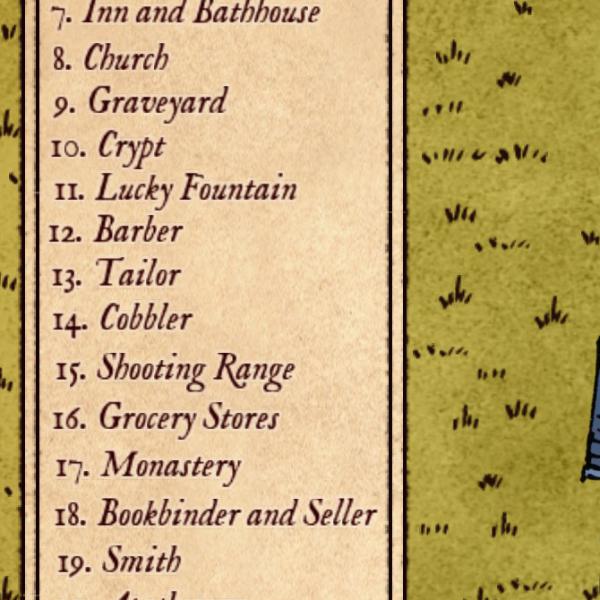 7. Inn and Bathhouse
8. Church
9. Graveyard
10. Crypt
11. Lucky Fountain
12. Barber
13. Tailor
14. Cobbler
15. Shooting Range
16. Grocery Stores
17. Monastery
18. Bookbinder and Seller
19. Smith